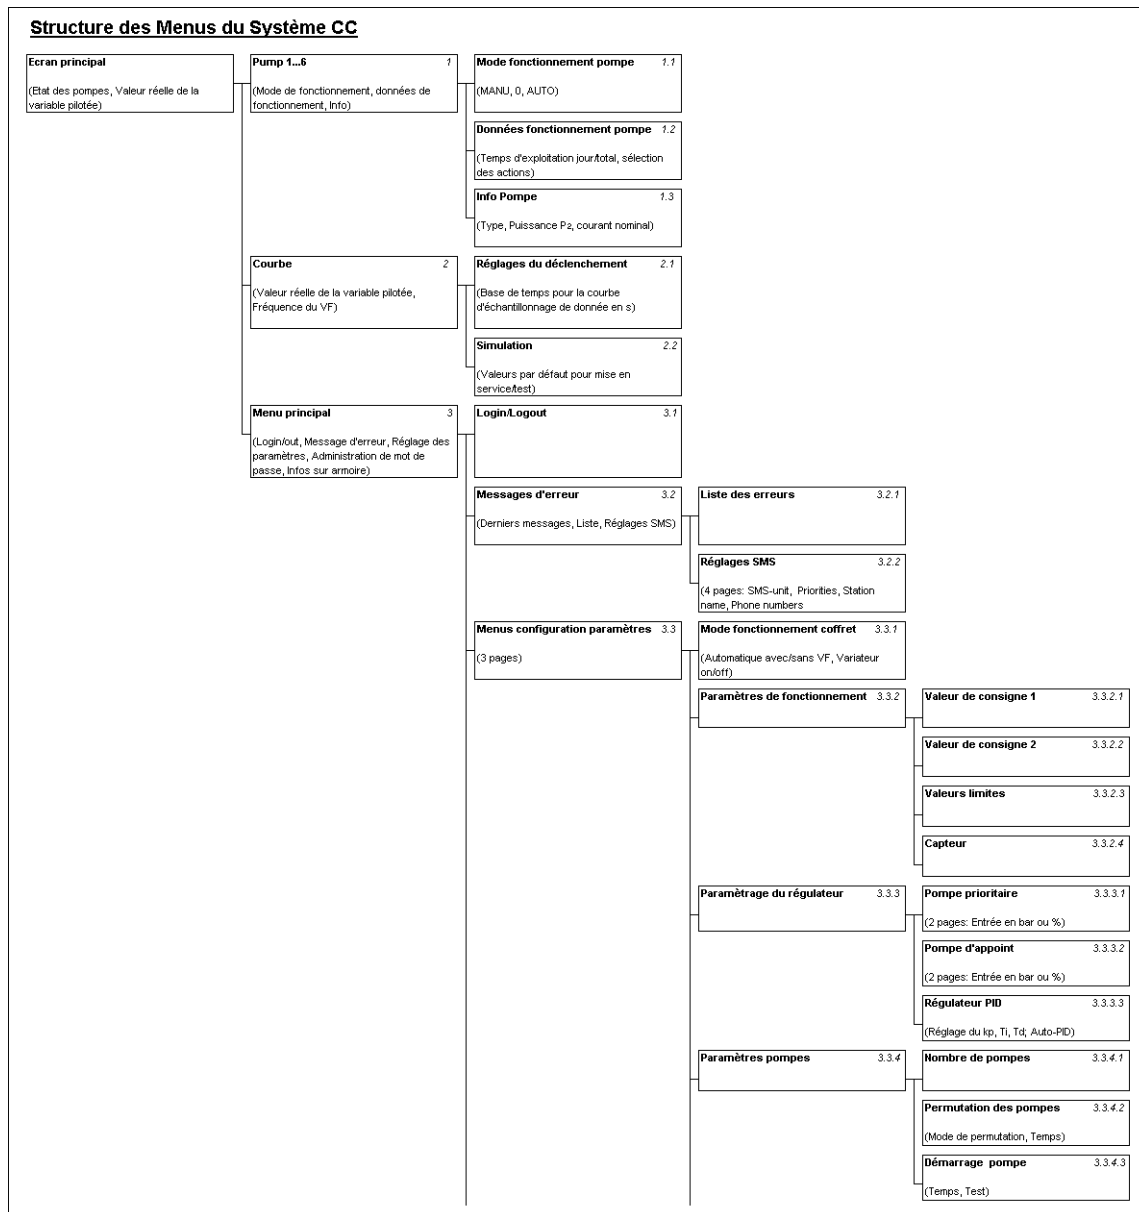 Structure des Menus du Système CC
Ecran principal
(Etat des pompes, Valeur réelle de la
variable pilotée)
Pump 1...6 1
(Mode de fonctionnement, données de
fonctionnement, Info)
Mode fonctionnement pompe 1.1
(MANU, 0, AUTO)
Données fonctionnement pompe 1.2
(Temps d'exploitation jour/total, sélection
des actions)
Info Pompe 1.3
(Type, Puissance P2, courant nominal)
Courbe 2
(Valeur réelle de la variable pilotée,
Fréquence du VF)
Réglages du déclenchement 2.1
(Base de temps pour la courbe
d'échantillonnage de donnée en s)
Simulation 2.2
(Valeurs par défaut pour mise en
service/test)
Menu principal 3
(Login/out, Message d'erreur, Réglage des
paramètres, Administration de mot de
passe, Infos sur armoire)
Login/Logout 3.1
Messages d'erreur 3.2
(Derniers messages, Liste, Réglages SMS)
Liste des erreurs 3.2.1
Réglages SMS 3.2.2
(4 pages: SMS-unit, Priorities, Station
name, Phone numbers
Menus configuration paramètres 3.3
(3 pages)
Mode fonctionnement coffret 3.3.1
(Automatique avec/sans VF, Variateur
on/off)
Paramètres de fonctionnement 3.3.2
Valeur de consigne 1 3.3.2.1
Valeur de consigne 2 3.3.2.2
Valeurs limites 3.3.2.3
Capteur 3.3.2.4
Paramètrage du régulateur 3.3.3
Pompe prioritaire 3.3.3.1
(2 pages: Entrée en bar ou %)
Pompe d'appoint 3.3.3.2
(2 pages: Entrée en bar ou %)
Régulateur PID 3.3.3.3
(Réglage du kp, Ti, Td; Auto-PID)
Paramètres pompes 3.3.4
Nombre de pompes 3.3.4.1
Permutation des pompes 3.3.4.2
(Mode de permutation, Temps)
Démarrage pompe 3.3.4.3
(Temps, Test)